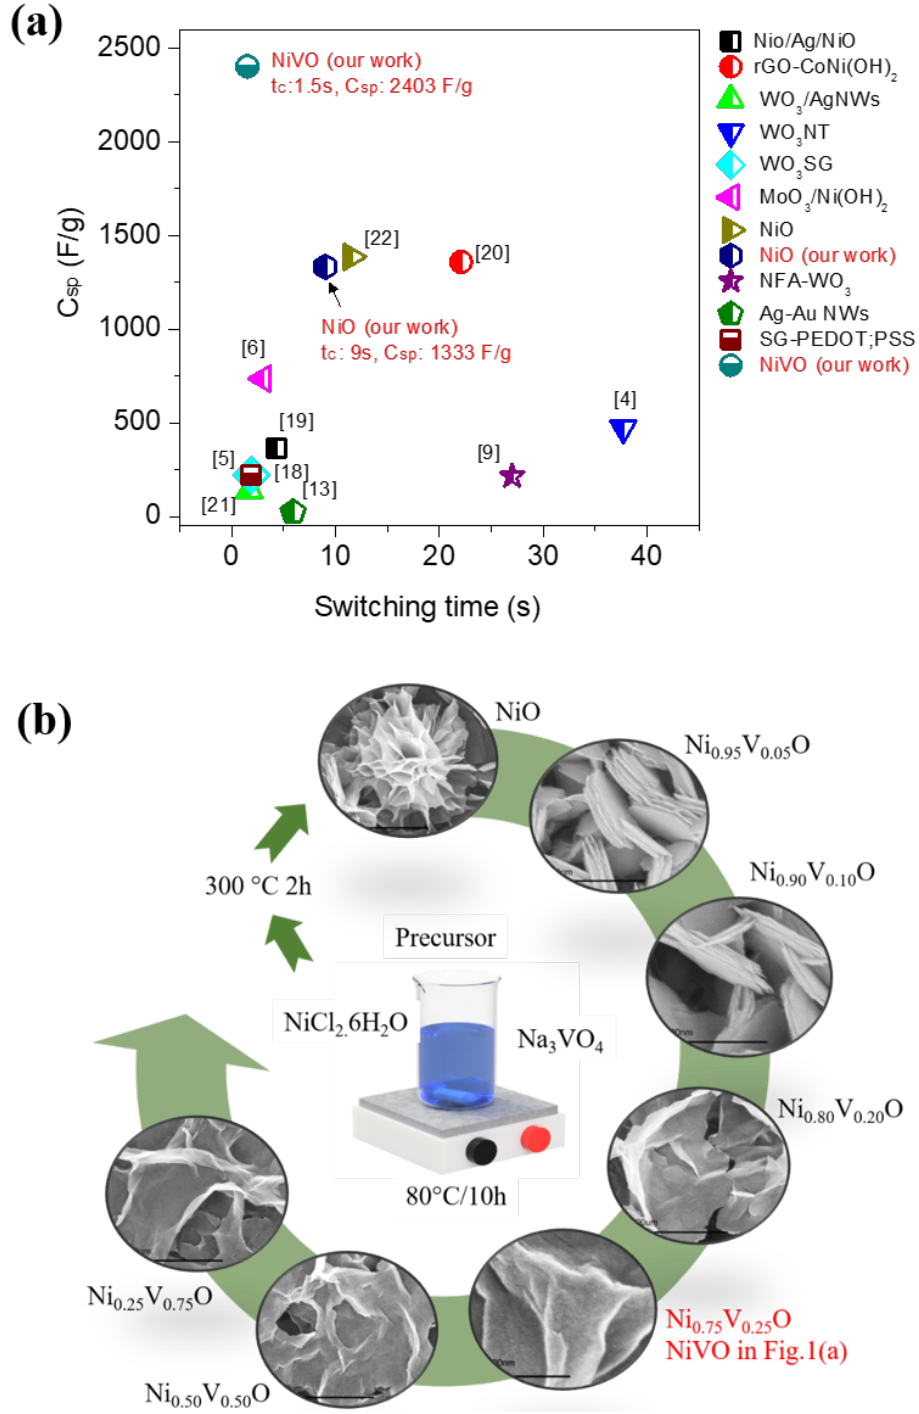 (a)
2500
2000
1500
1000
500
0
Csp (F/g)
0
10
20
30
40
Switching time (s)
NiVO (our work)
tc:1.5s, Csp: 2403 F/g
[22]
[20]
NiO (our work)
tc: 9s, Csp: 1333 F/g
[6]
[4]
[19]
[9]
[5]
[18]
[13]
[21]
Nio/Ag/NiO
rGO-CoNi(OH)2
WO3/AgNWs
WO3NT
WO3SG
MoO3/Ni(OH)2
NiO
NiO (our work)
NFA-WO3
Ag-Au NWs
SG-PEDOT;PSS
NiVO (our work)
(b)
NiO
Ni0.95V0.05O
Ni0.90V0.10O
300 °C 2h
Precursor
NiCl2.6H2O
Na3VO4
80°C/10h
Ni0.80V0.20O
Ni0.75V0.25O
NiVO in Fig.1(a)
Ni0.25V0.75O
Ni0.50V0.50O